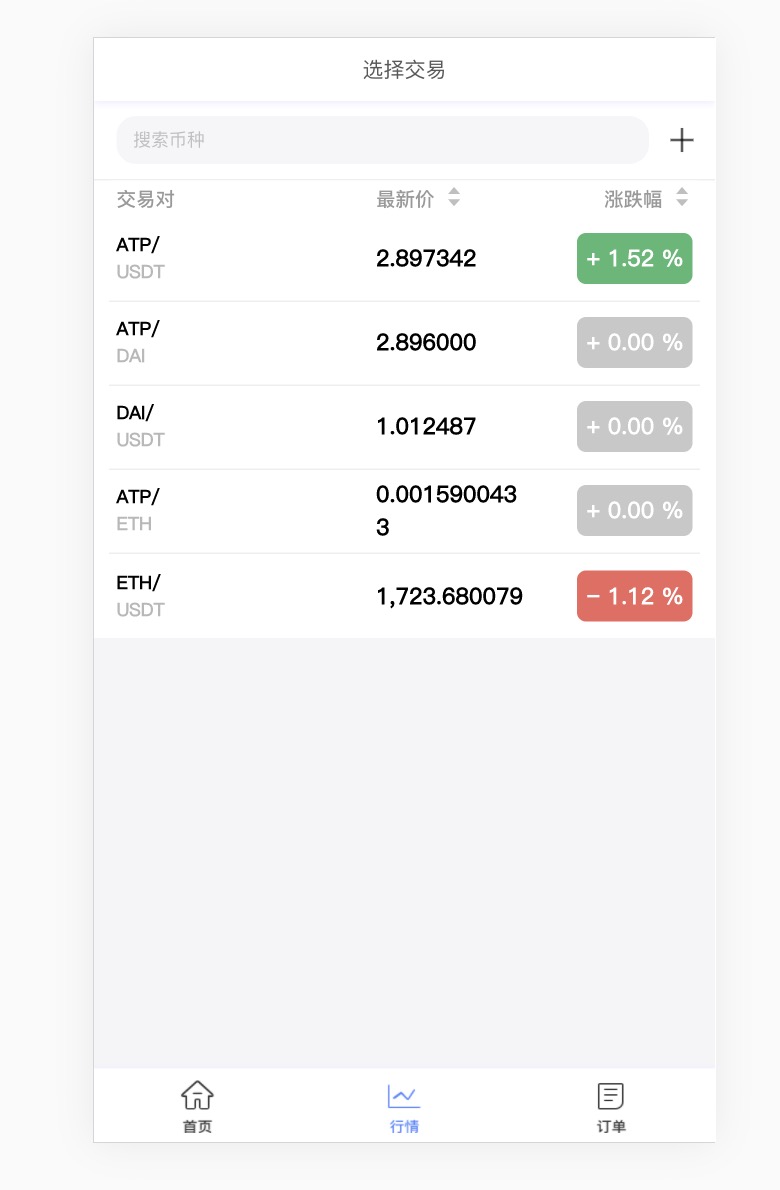 选择交易
搜索币种
交易对 最新价 涨跌幅
ATP/
USDT
2.897342
+ 1.52 %
ATP/
DAI
2.896000
+ 0.00 %
DAI/
USDT
1.012487
+ 0.00 %
ATP/
ETH
0.001590043
3
+ 0.00 %
ETH/
USDT
1,723.680079
− 1.12 %
首页 行情 订单